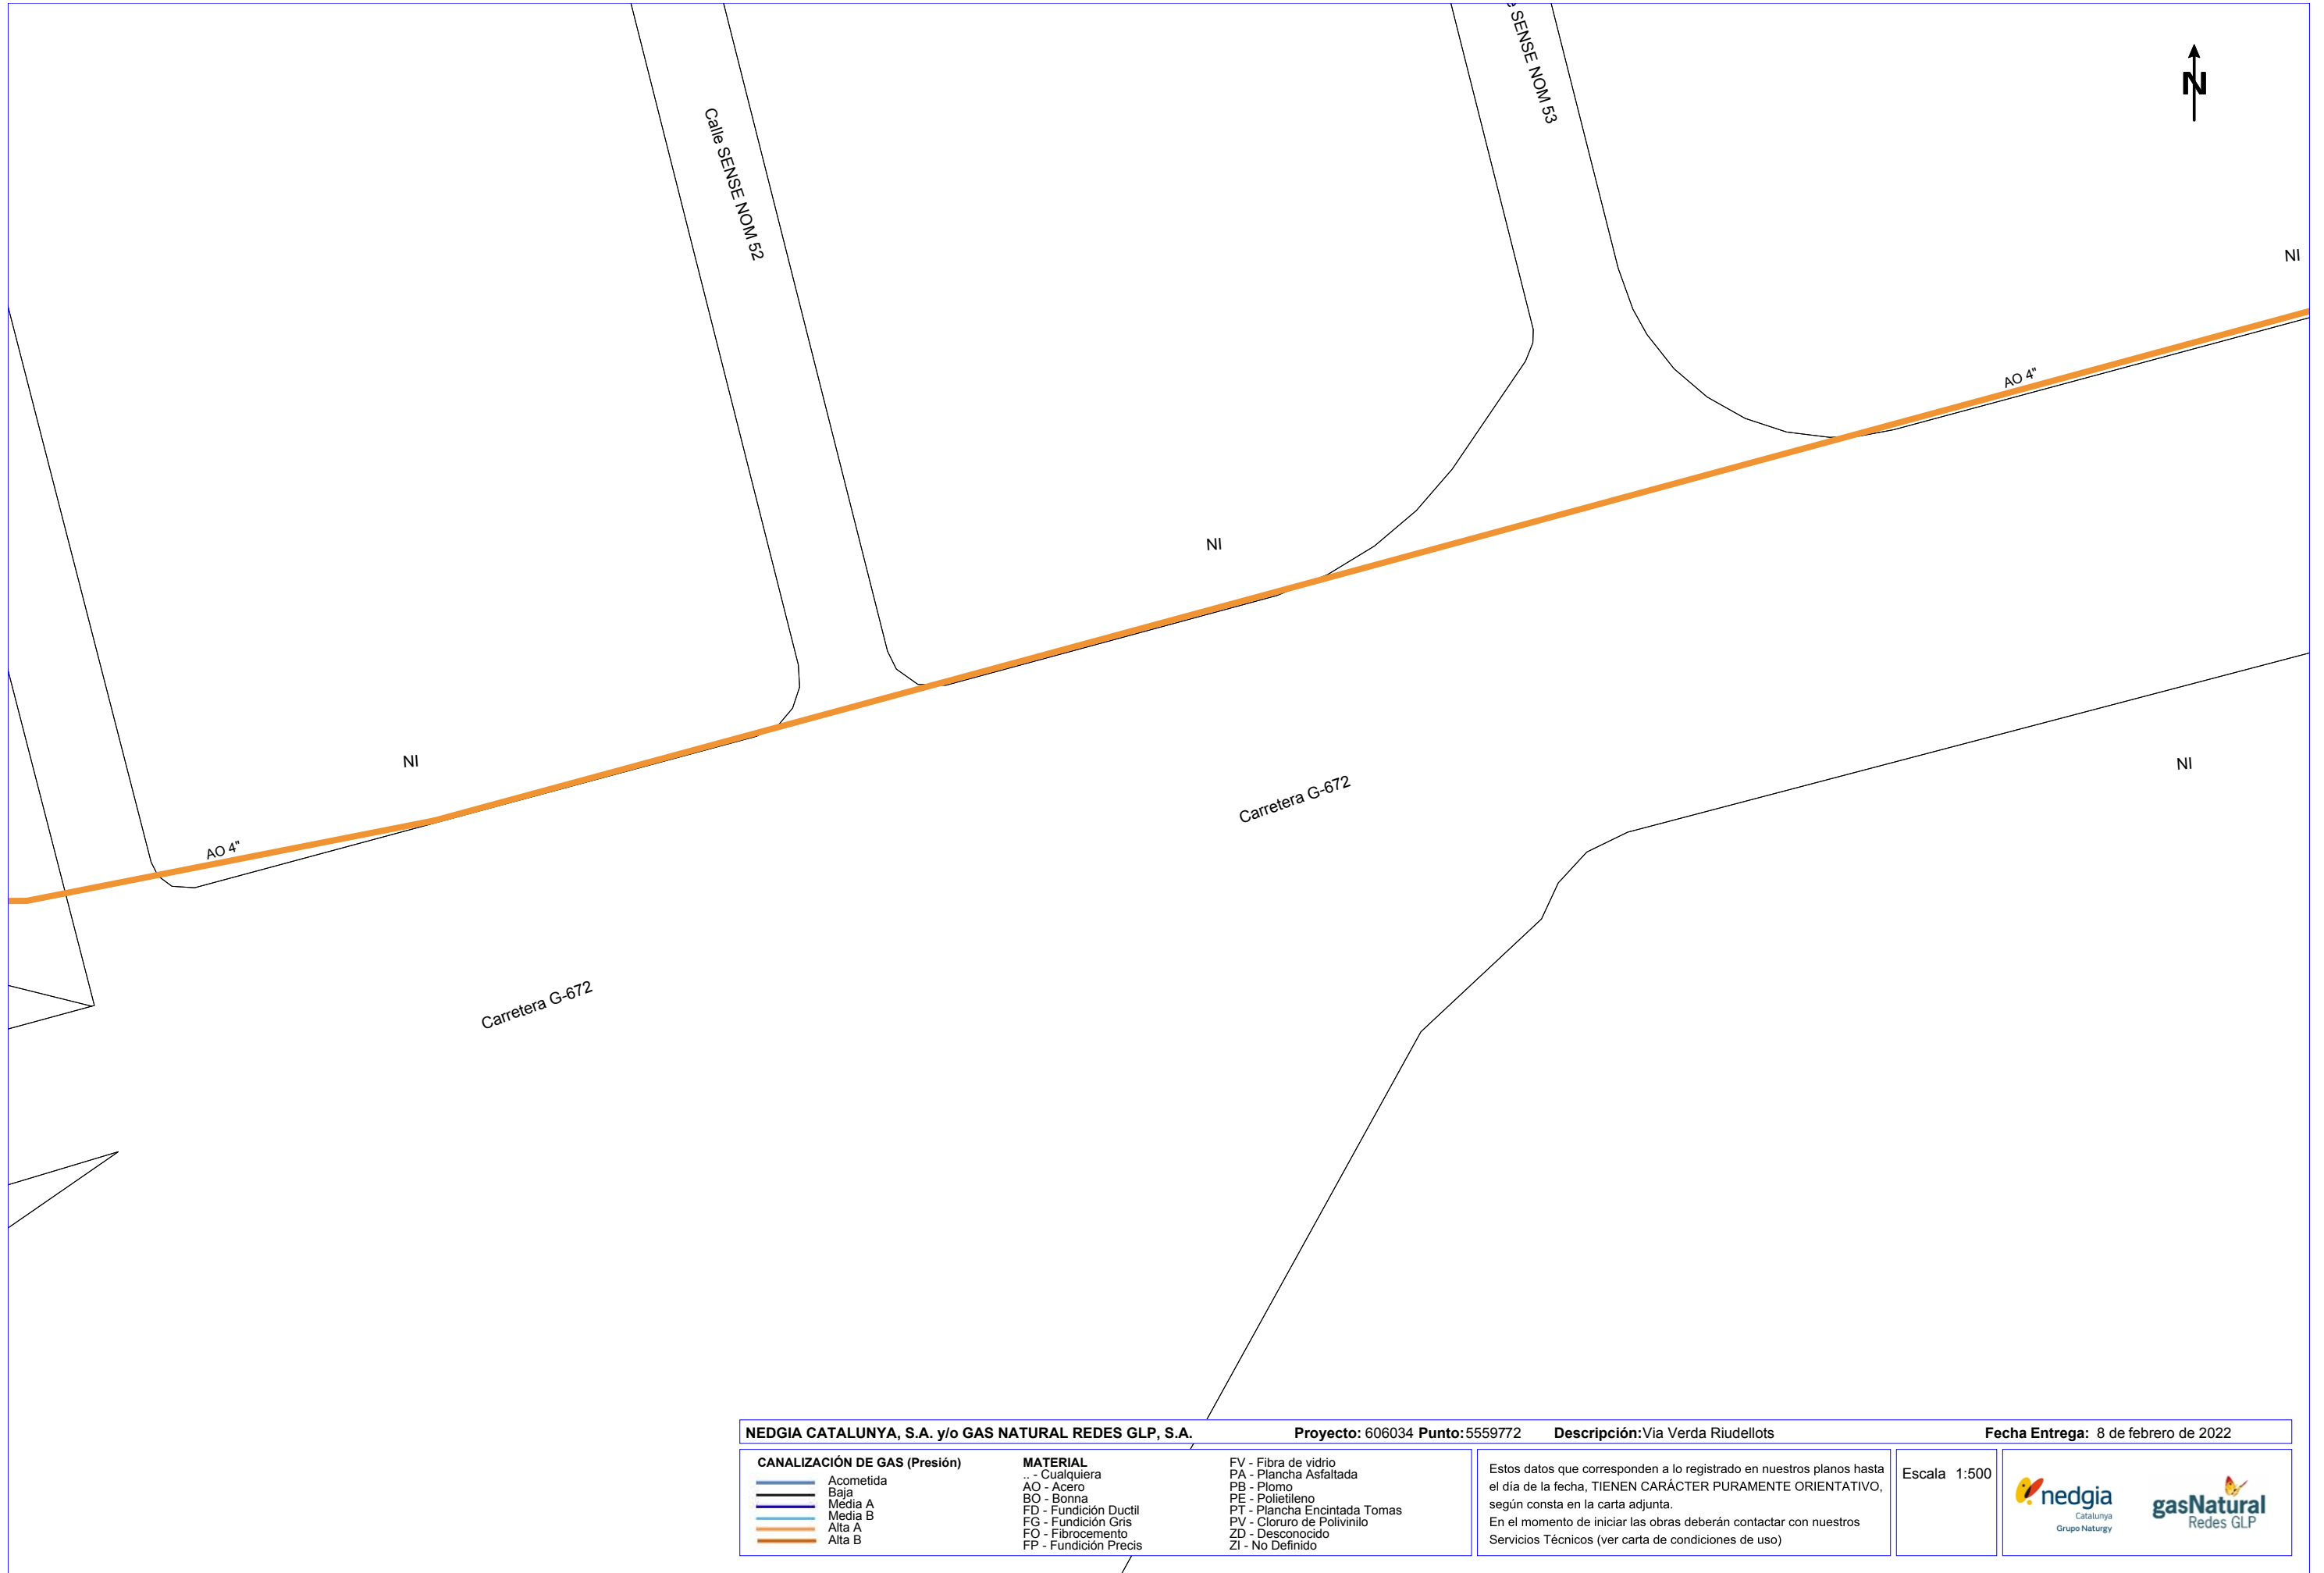 SENSE NOM 53
N
Calle SENSE NOM 52
NI
AO 4"
NI
NI
NI
Carretera G-672
AO 4"
Carretera G-672
NEDGIA CATALUNYA, S.A. y/o GAS NATURAL REDES GLP, S.A. Proyecto: 606034 Punto:5559772 Descripción:Via Verda Riudellots Fecha Entrega: 8 de febrero de 2022
CANALIZACIÓN DE GAS (Presión)
Acometida
Baja
Media A
Media B
Alta A
Alta B
MATERIAL
.. - Cualquiera
AO - Acero
BO - Bonna
FD - Fundición Ductil
FG - Fundición Gris
FO - Fibrocemento
FP - Fundición Precis
FV - Fibra de vidrio
PA - Plancha Asfaltada
PB - Plomo
PE - Polietileno
PT - Plancha Encintada Tomas
PV - Cloruro de Polivinilo
ZD - Desconocido
ZI - No Definido
Estos datos que corresponden a lo registrado en nuestros planos hasta
el día de la fecha, TIENEN CARÁCTER PURAMENTE ORIENTATIVO,
según consta en la carta adjunta.
En el momento de iniciar las obras deberán contactar con nuestros
Servicios Técnicos (ver carta de condiciones de uso)
Escala 1:500
nedgia
Catalunya
Grupo Naturgy
gasNatural
Redes GLP